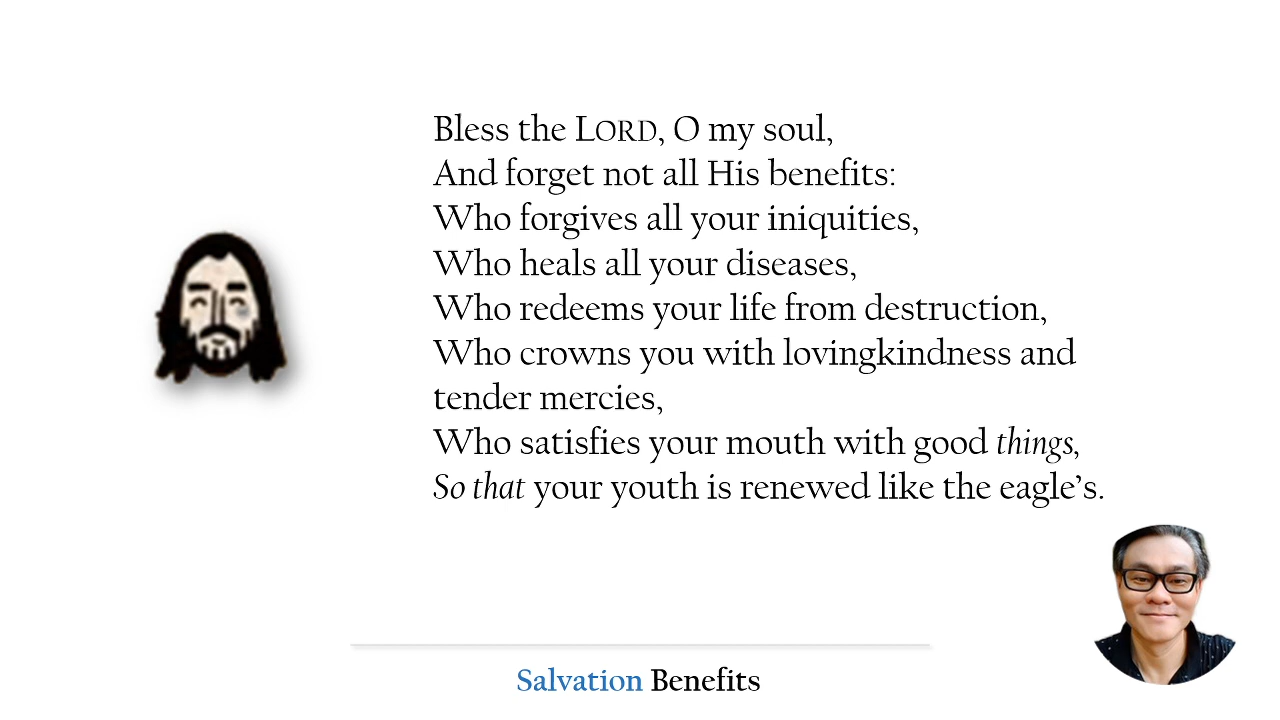 Bless the LORD, O my soul,
And forget not all His benefits:
Who forgives all your iniquities,
Who heals all your diseases,
Who redeems your life from destruction,
Who crowns you with lovingkindness and
tender mercies,
Who satisfies your mouth with good things,
So that your youth is renewed like the eagle’s.
Salvation Benefits